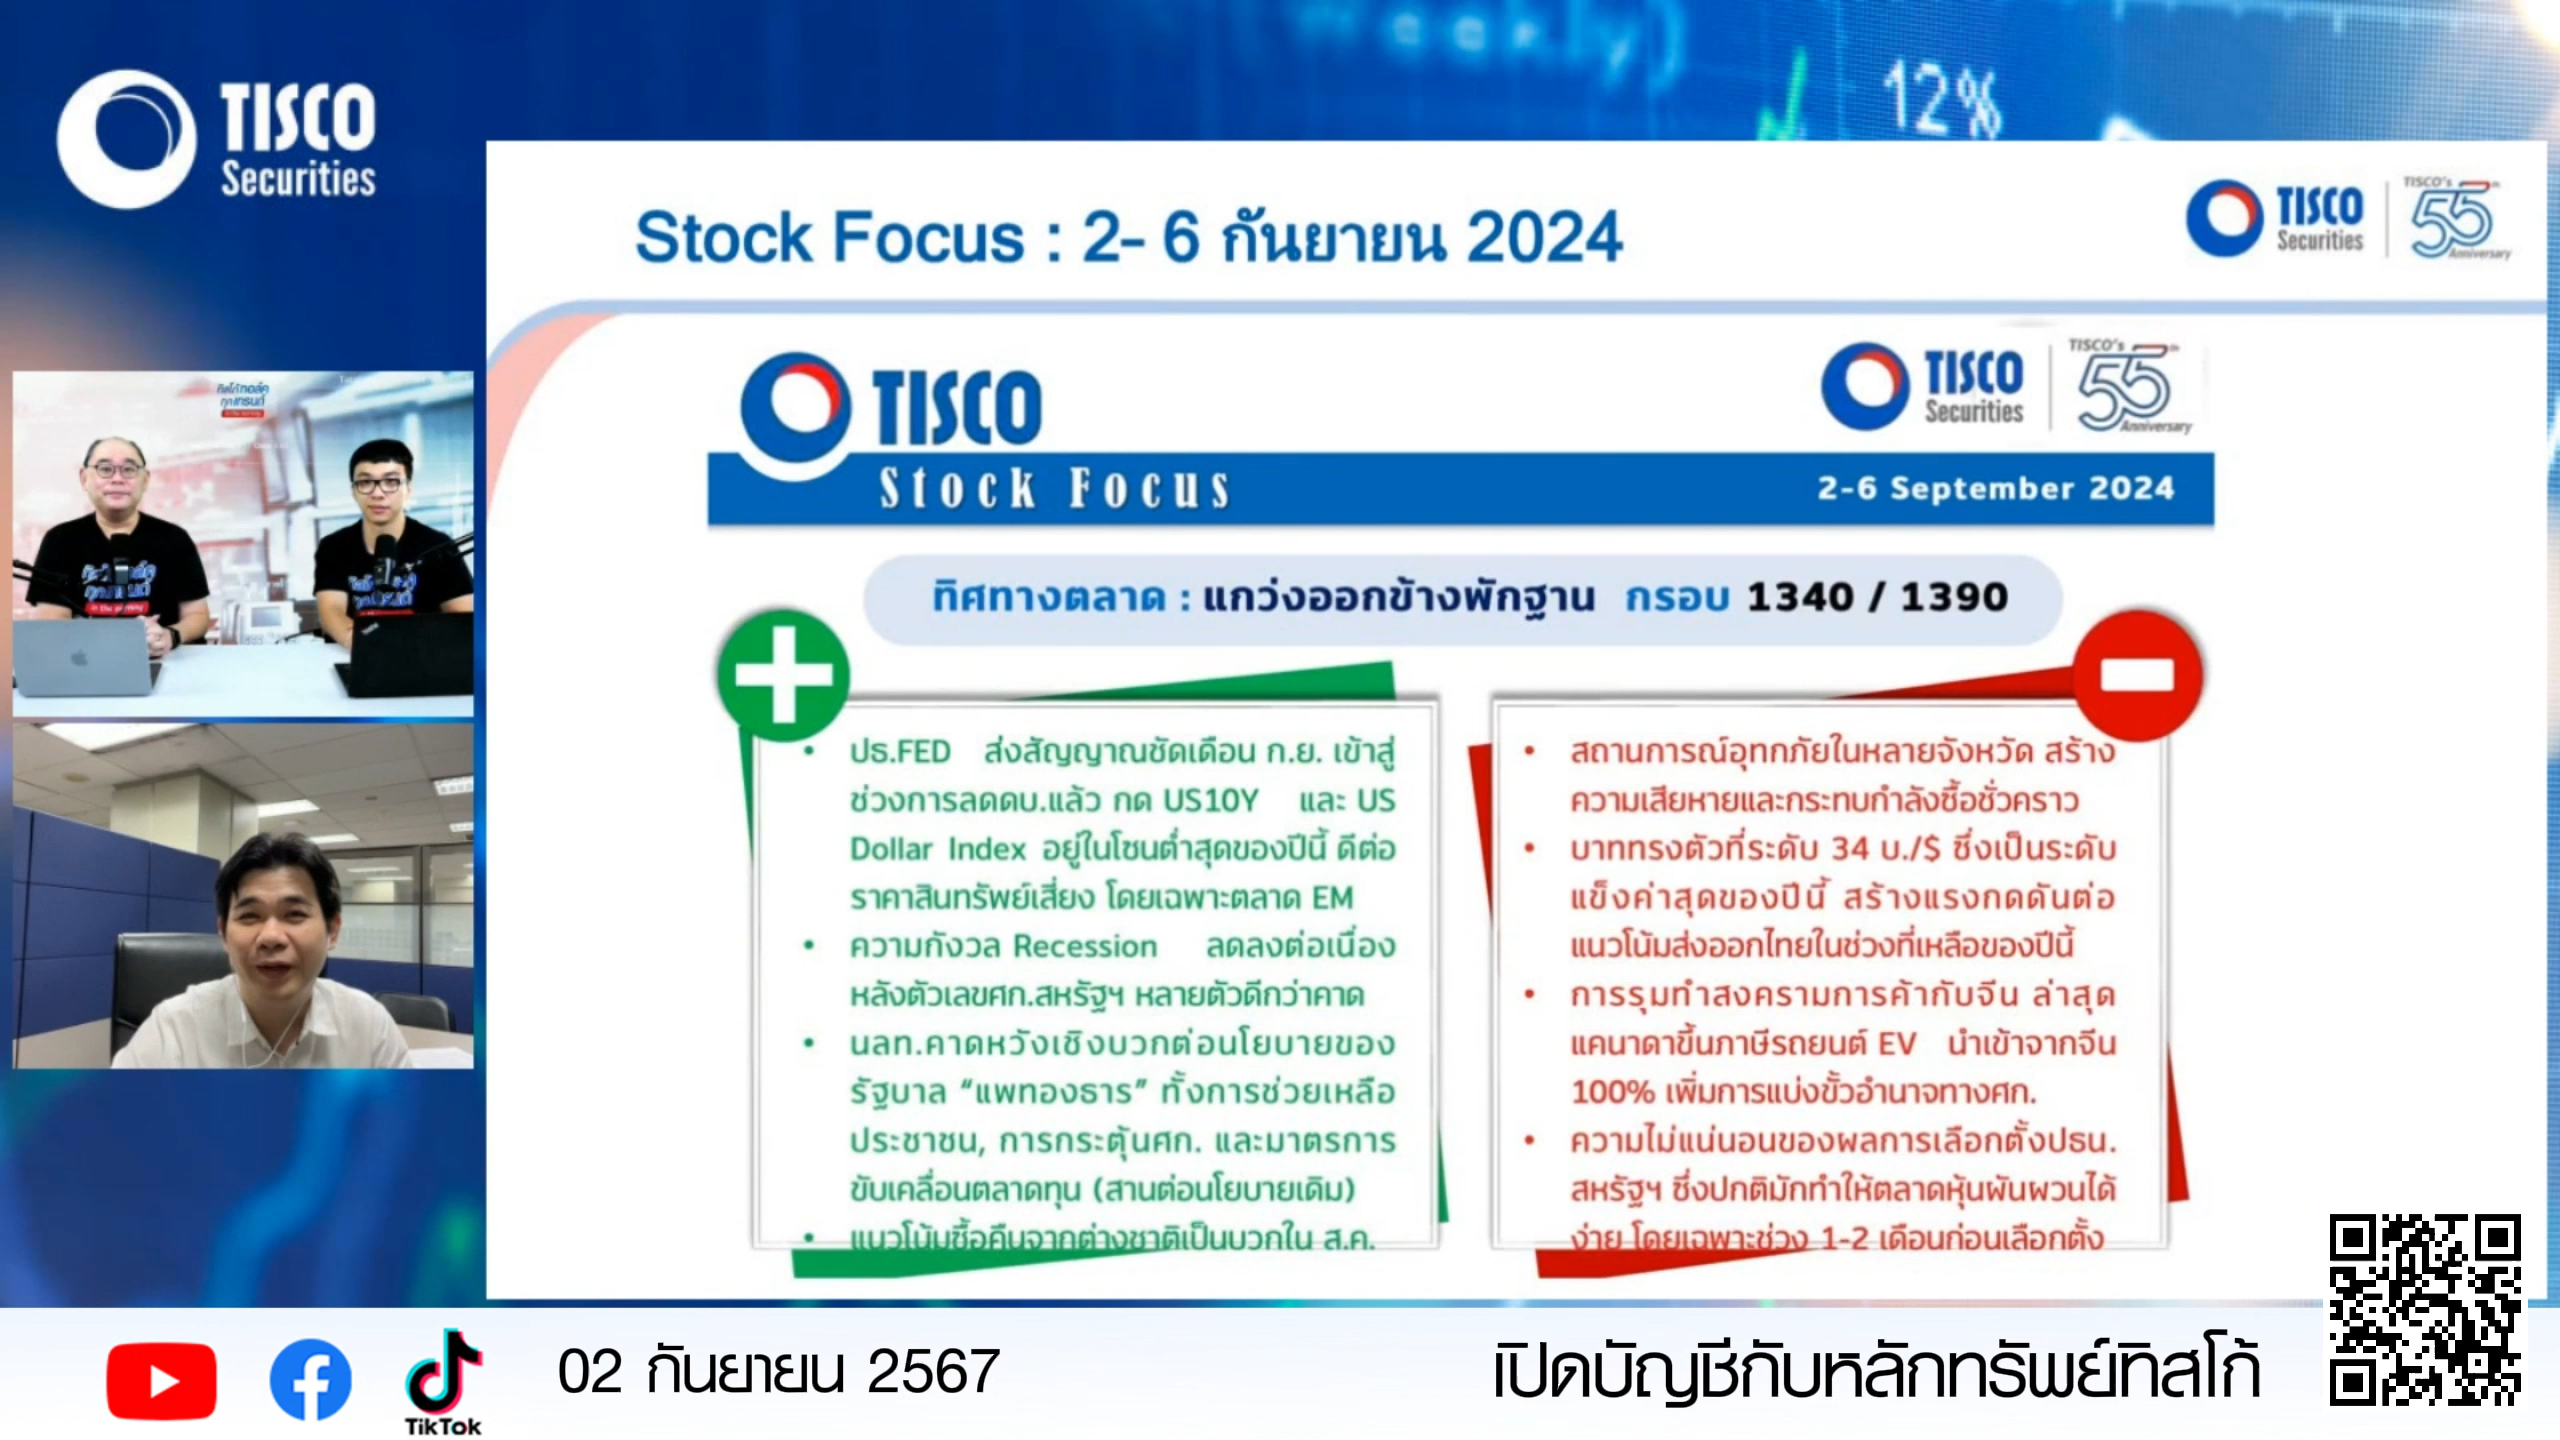 (Weekly)
12%
TISCO
Securities
Stock Focus : 2- 6 กันยายน 2024
TISCO
Securities
TISCO's
55th
Anniversary
TISCO
Stock Focus
TISCO
Securities
TISCO's
55th
Anniversary
2-6 September 2024
ทิศทางตลาด : แกว่งออกข้างพักฐาน กรอบ 1340 / 1390
• ปธ.FED ส่งสัญญาณชัดเดือน ก.ย. เข้าสู่
ช่วงการลดดบ.แล้ว กด US10Y และ US
Dollar Index อยู่ในโซนต่ำสุดของปีนี้ ดีต่อ
ราคาสินทรัพย์เสี่ยง โดยเฉพาะตลาด EM
• ความกังวล Recession ลดลงต่อเนื่อง
หลังตัวเลขศก.สหรัฐฯ หลายตัวดีกว่าคาด
• นลท.คาดหวังเชิงบวกต่อนโยบายของ
รัฐบาล “แพทองธาร” ทั้งการช่วยเหลือ
ประชาชน, การกระตุ้นศก. และมาตรการ
ขับเคลื่อนตลาดทุน (สานต่อนโยบายเดิม)
• แนวโน้มซื้อคืนจากต่างชาติเป็นบวกใน ส.ค.
• สถานการณ์อุทกภัยในหลายจังหวัด สร้าง
ความเสียหายและกระทบกำลังซื้อชั่วคราว
• บาททรงตัวที่ระดับ 34 บ./$ ซึ่งเป็นระดับ
แข็งค่าสุดของปีนี้ สร้างแรงกดดันต่อ
แนวโน้มส่งออกไทยในช่วงที่เหลือของปีนี้
• การรุมทำสงครามการค้ากับจีน ล่าสุด
แคนาดาขึ้นภาษีรถยนต์ EV นำเข้าจากจีน
100% เพิ่มการแบ่งขั้วอำนาจทางศก.
• ความไม่แน่นอนของผลการเลือกตั้งปธน.
สหรัฐฯ ซึ่งปกติมักทำให้ตลาดหุ้นผันผวนได้
ง่าย โดยเฉพาะช่วง 1-2 เดือนก่อนเลือกตั้ง
ทิสโก้ทอล์ค
ทุกเทรนด์
TikTok
02 กันยายน 2567
เปิดบัญชีกับหลักทรัพย์ทิสโก้